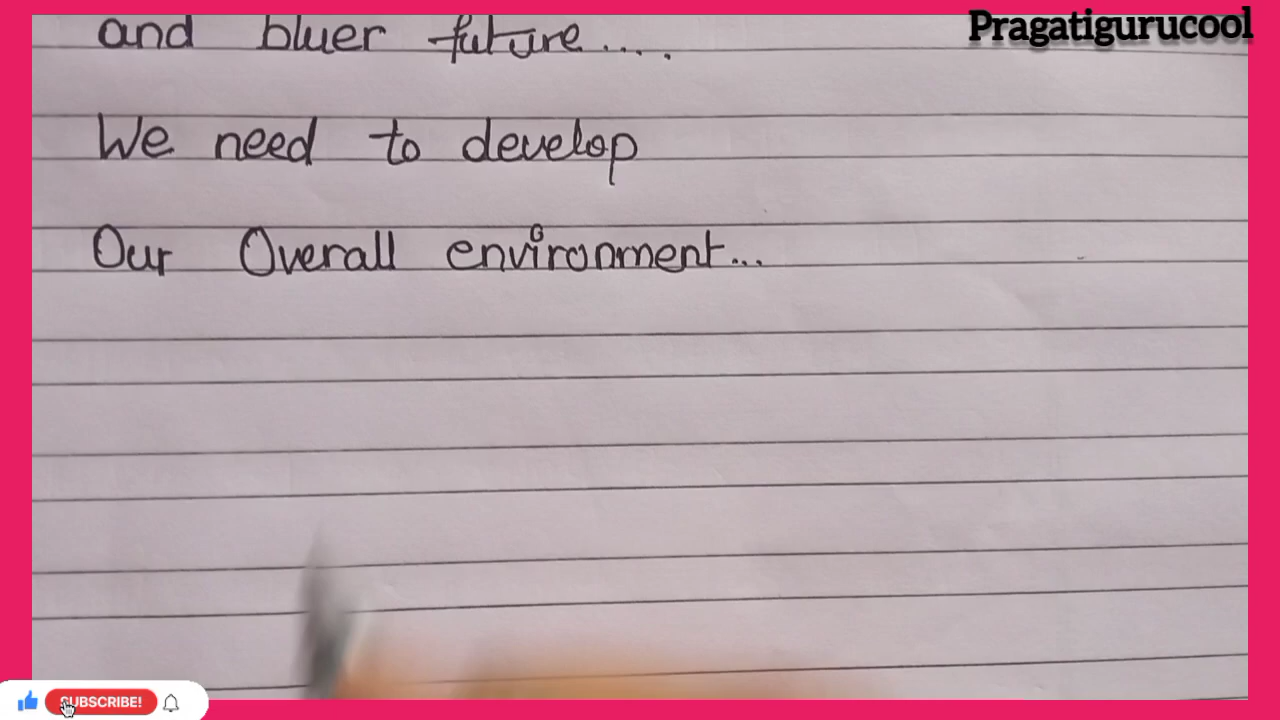 Pragatigurucool
and bluer future.....
We need to develop
Our Overall environment...
SUBSCRIBE!